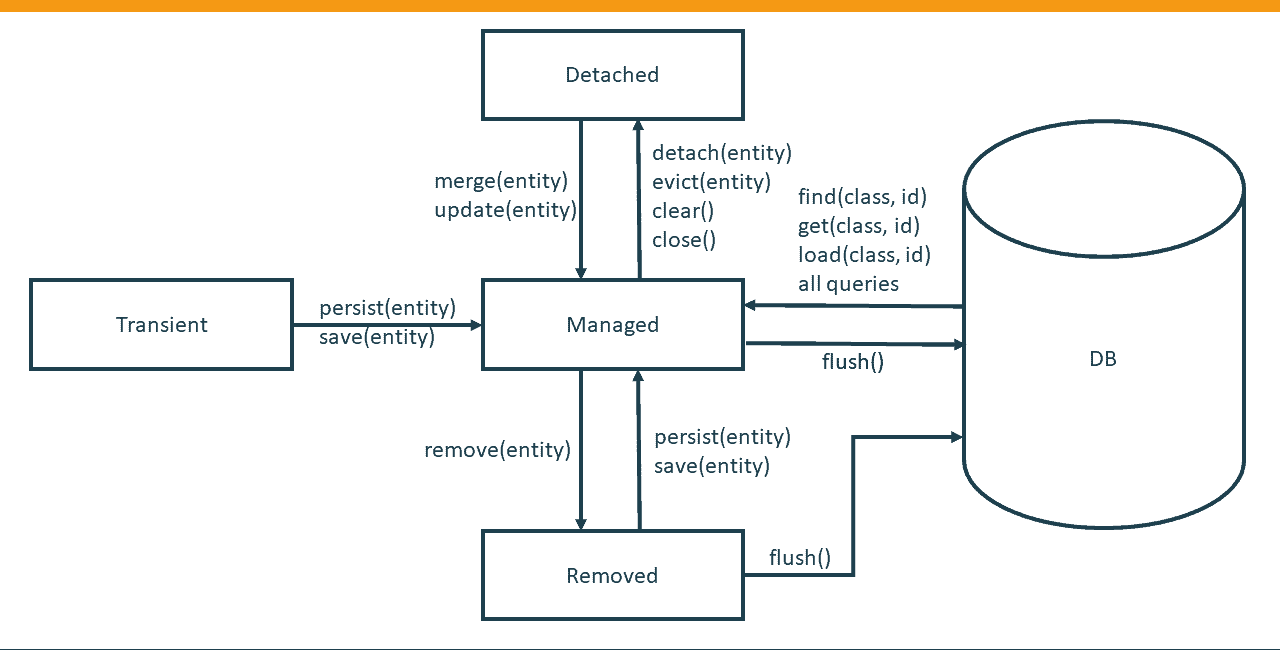 Detached
merge(entity)
update(entity)
detach(entity)
evict(entity)
clear()
close()
find(class, id)
get(class, id)
load(class, id)
all queries
Transient
persist(entity)
save(entity)
Managed
flush()
DB
remove(entity)
persist(entity)
save(entity)
Removed
flush()